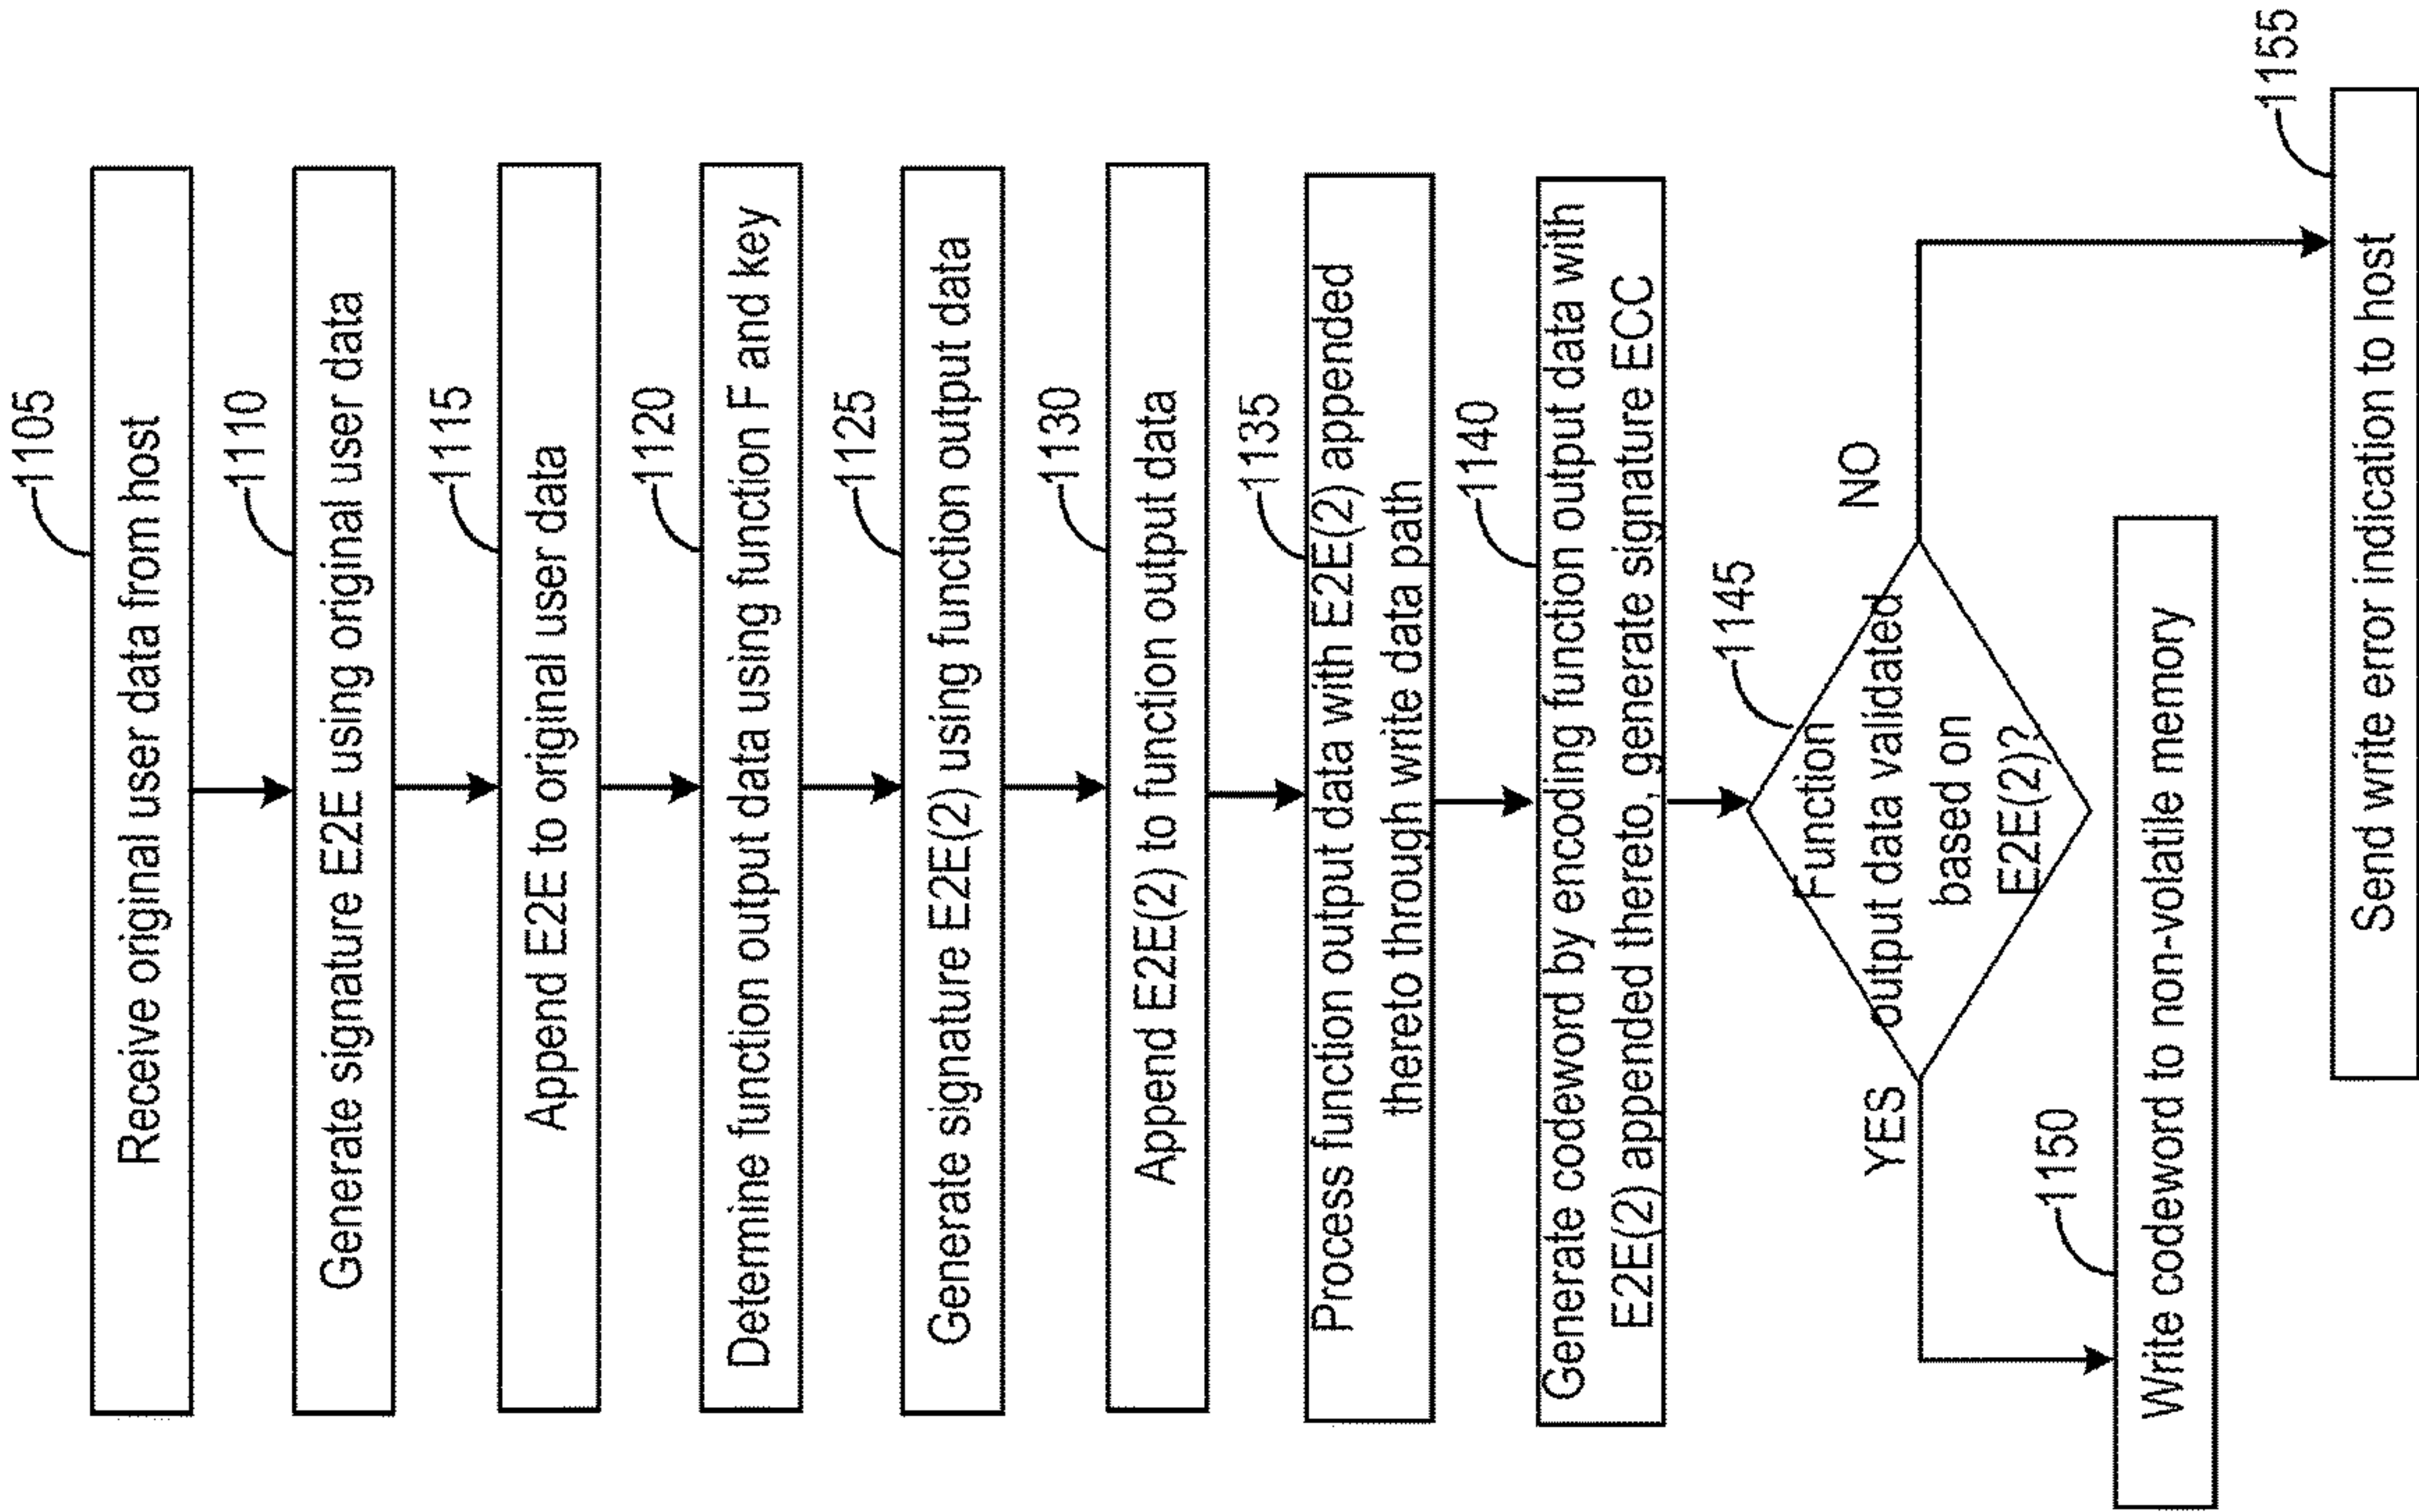 1105
Receive original user data from host
1110
Generate signature E2E using original user data
1115
Append E2E to original user data
1120
Determine function output data using function F and key
1125
Generate signature E2E(2) using function output data
1130
Append E2E(2) to function output data
1135
Process function output data with E2E(2) appended
thereto through write data path
1140
Generate codeword by encoding function output data with
E2E(2) appended thereto, generate signature ECC
1145
Function
output data validated
based on
E2E(2)?
YES
NO
1150
Write codeword to non-volatile memory
1155
Send write error indication to host